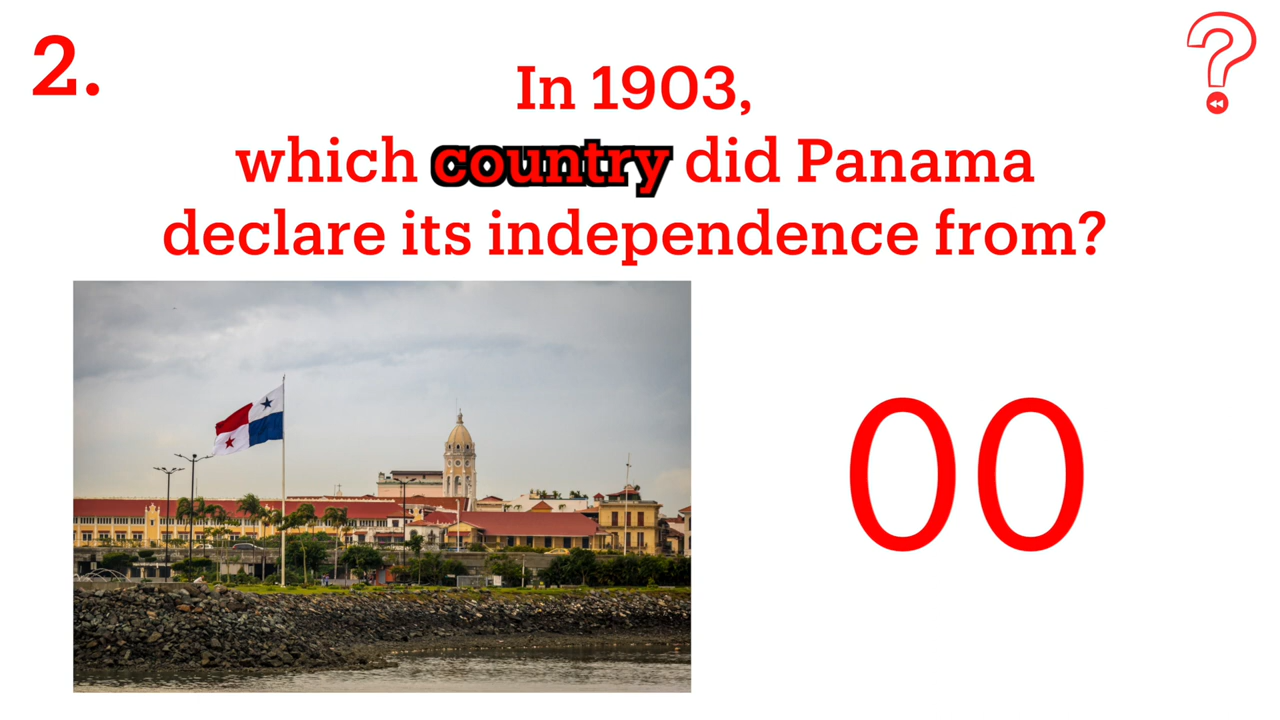 2.
In 1903,
which country did Panama
declare its independence from?
00
?